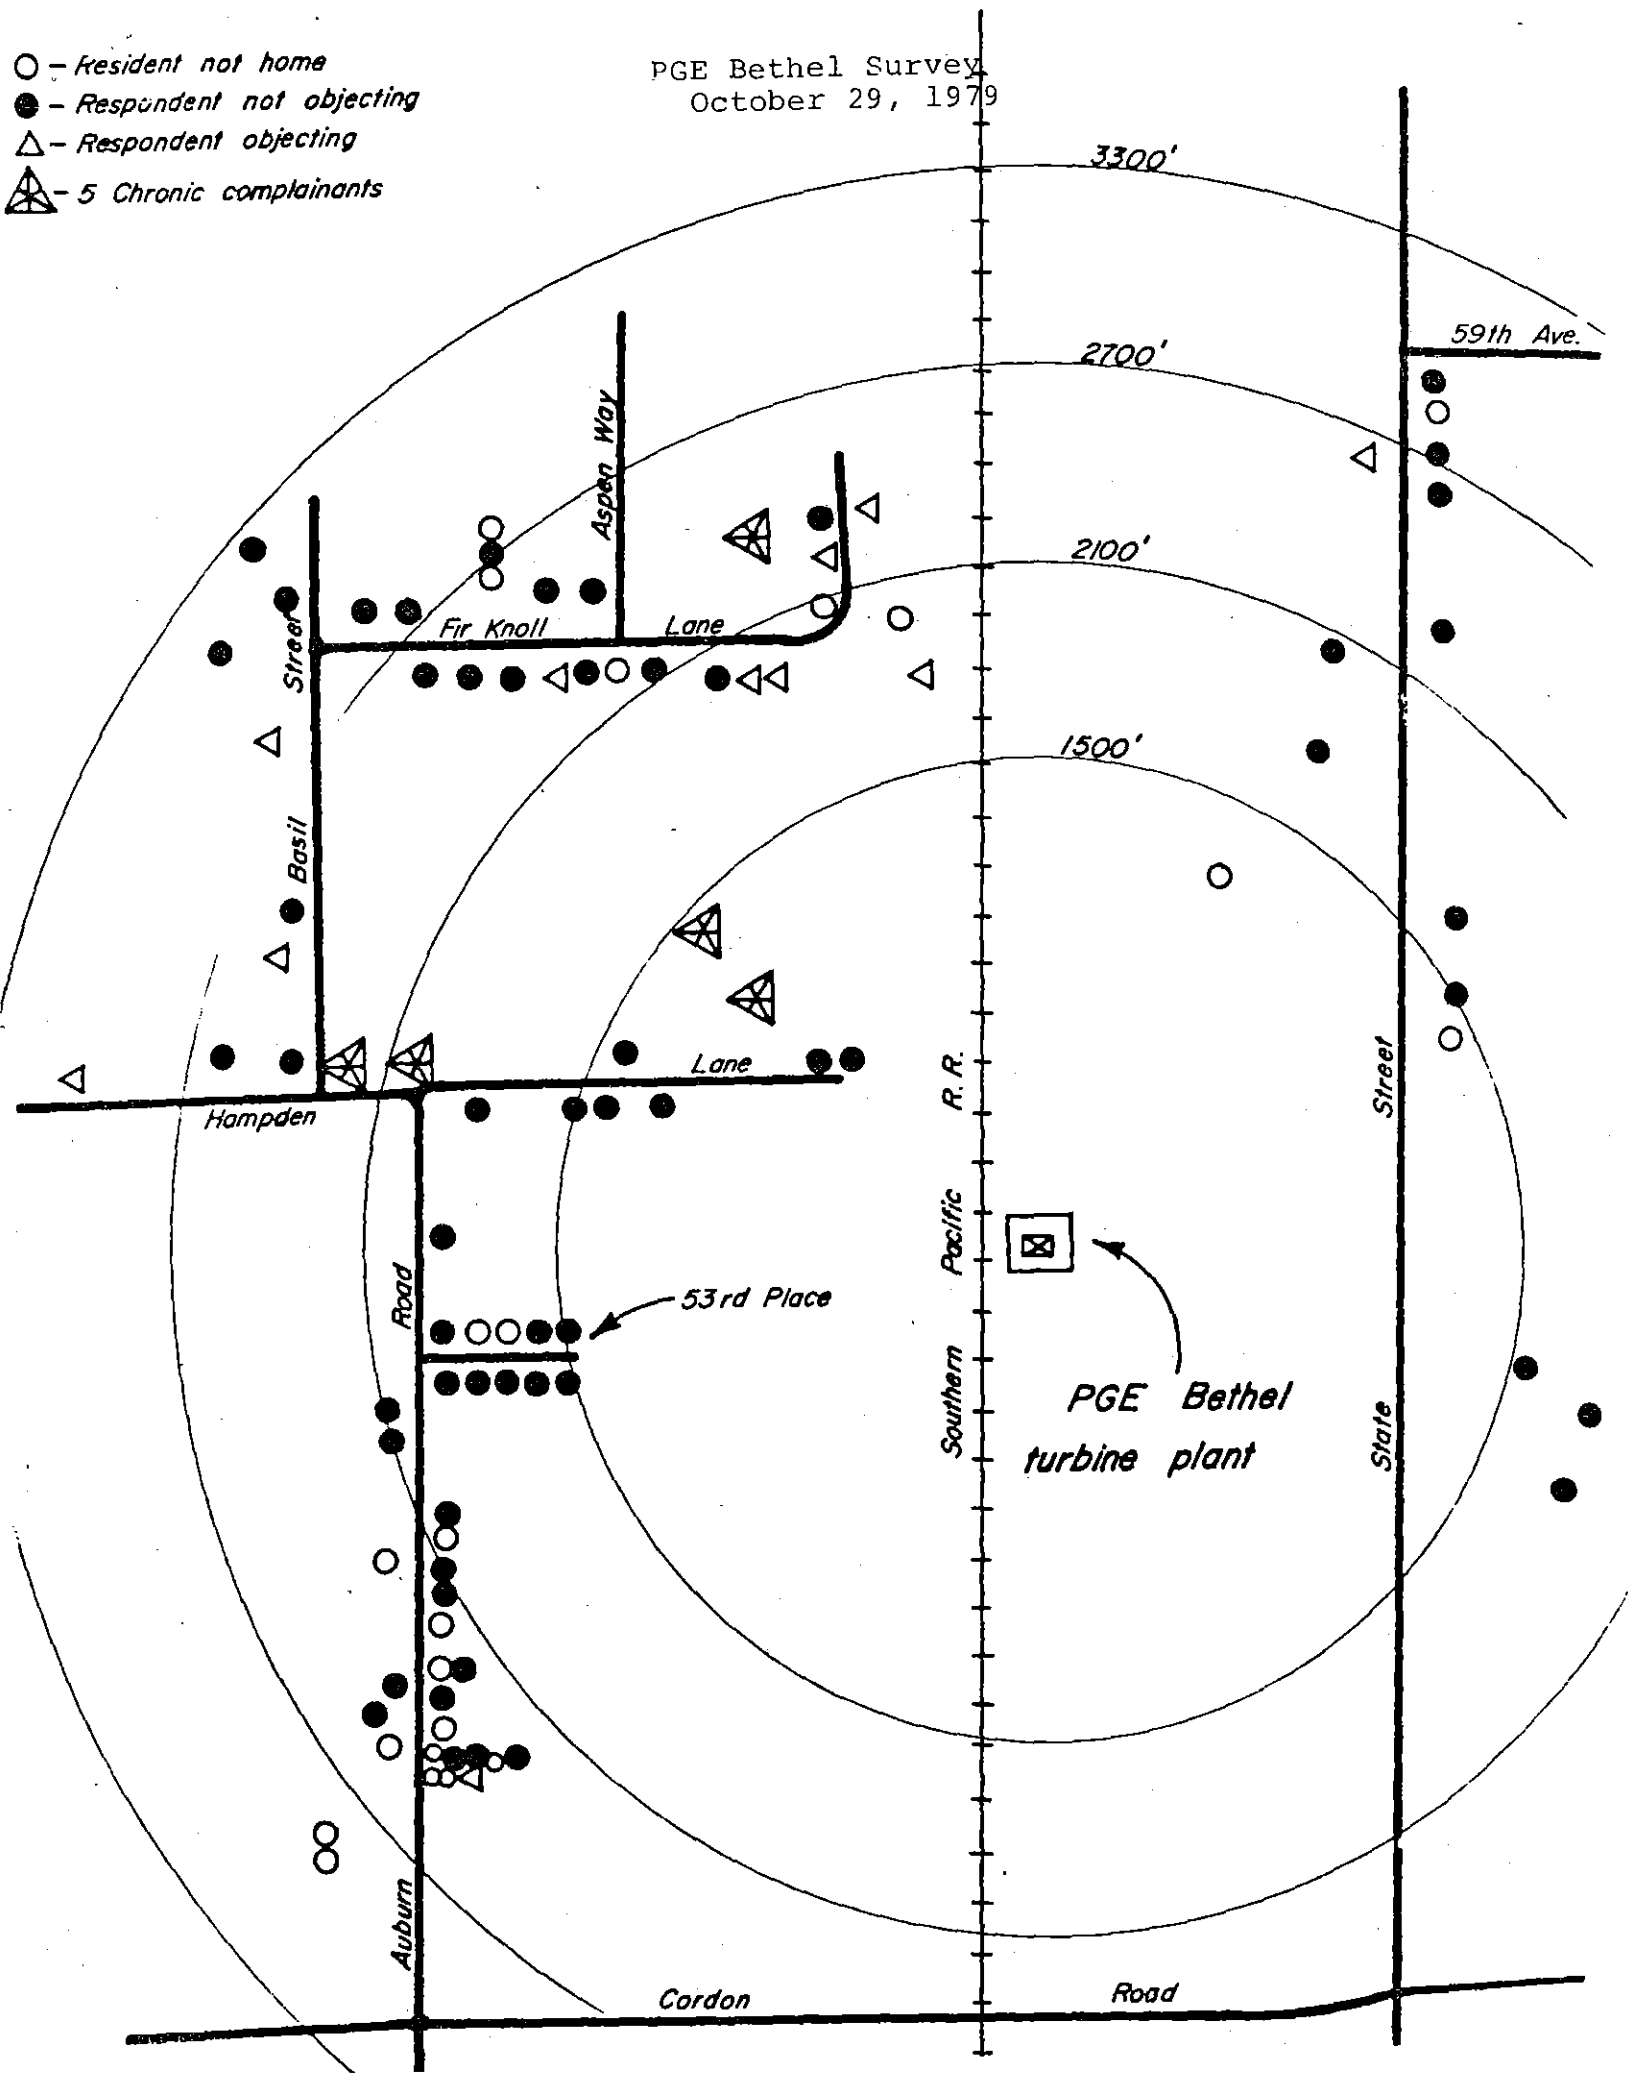 PGE Bethel Survey
October 29, 1979
- Resident not home
- Respondent not objecting
- Respondent objecting
- 5 Chronic complainants
3300'
59th Ave.
2700'
Aspen Way
2100'
Fir Knoll Lane
Street
Basil
1500'
Lane
Hampden
Street
State
Southern Pacific R. R.
Road
Auburn
53rd Place
PGE Bethel
turbine plant
Cordon Road